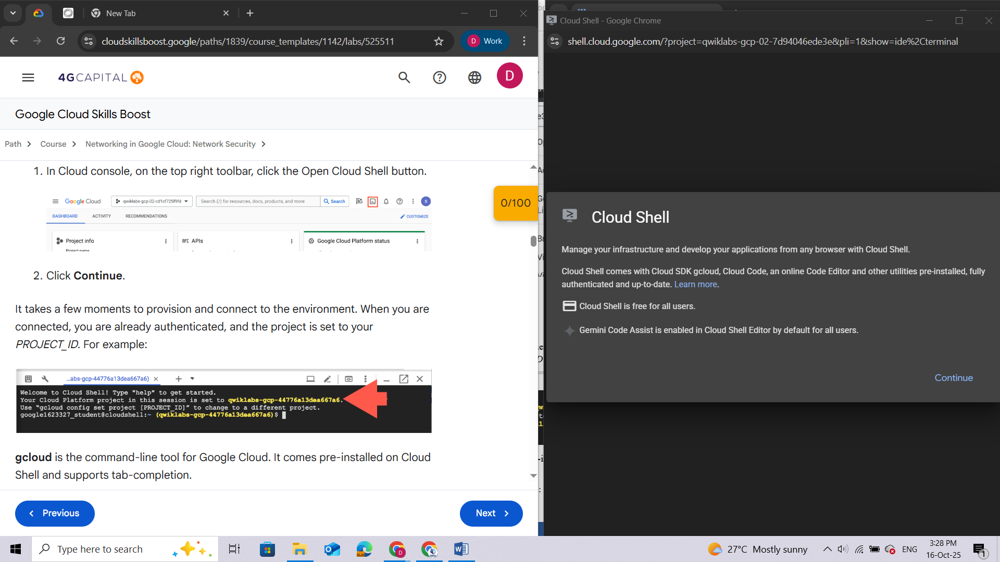 New Tab
cloudskillsboost.google/paths/1839/course_templates/1142/labs/525511
D Work
4GCAPITAL
D
Google Cloud Skills Boost
Path
Course
Networking in Google Cloud: Network Security
1. In Cloud console, on the top right toolbar, click the Open Cloud Shell button.
Google Cloud
qwiklabs-gcp-02-cd1cf725f9fd
Search (/) for resources, docs, products, and more
Search
S
DASHBOARD
ACTIVITY
RECOMMENDATIONS
CUSTOMIZE
Project info
API APIs
Google Cloud Platform status
Project name
0/100
2. Click Continue.
It takes a few moments to provision and connect to the environment. When you are
connected, you are already authenticated, and the project is set to your
PROJECT_ID. For example:
...abs-gcp-44776a13dea667a6)
Welcome to Cloud Shell! Type "help" to get started.
Your Cloud Platform project in this session is set to qwiklabs-gcp-44776a13dea667a6.
Use “gcloud config set project [PROJECT_ID]” to change to a different project.
google1623327_student@cloudshell:~ (qwiklabs-gcp-44776a13dea667a6)$
gcloud is the command-line tool for Google Cloud. It comes pre-installed on Cloud
Shell and supports tab-completion.
Previous
Next
Cloud Shell - Google Chrome
shell.cloud.google.com/?project=qwiklabs-gcp-02-7d94046ede3e&pli=1&show=ide%2Cterminal
Cloud Shell
Manage your infrastructure and develop your applications from any browser with Cloud Shell.
Cloud Shell comes with Cloud SDK gcloud, Cloud Code, an online Code Editor and other utilities pre-installed, fully
authenticated and up-to-date. Learn more.
Cloud Shell is free for all users.
Gemini Code Assist is enabled in Cloud Shell Editor by default for all users.
Continue
Type here to search
27°C Mostly sunny
ENG
3:28 PM
16-Oct-25
1